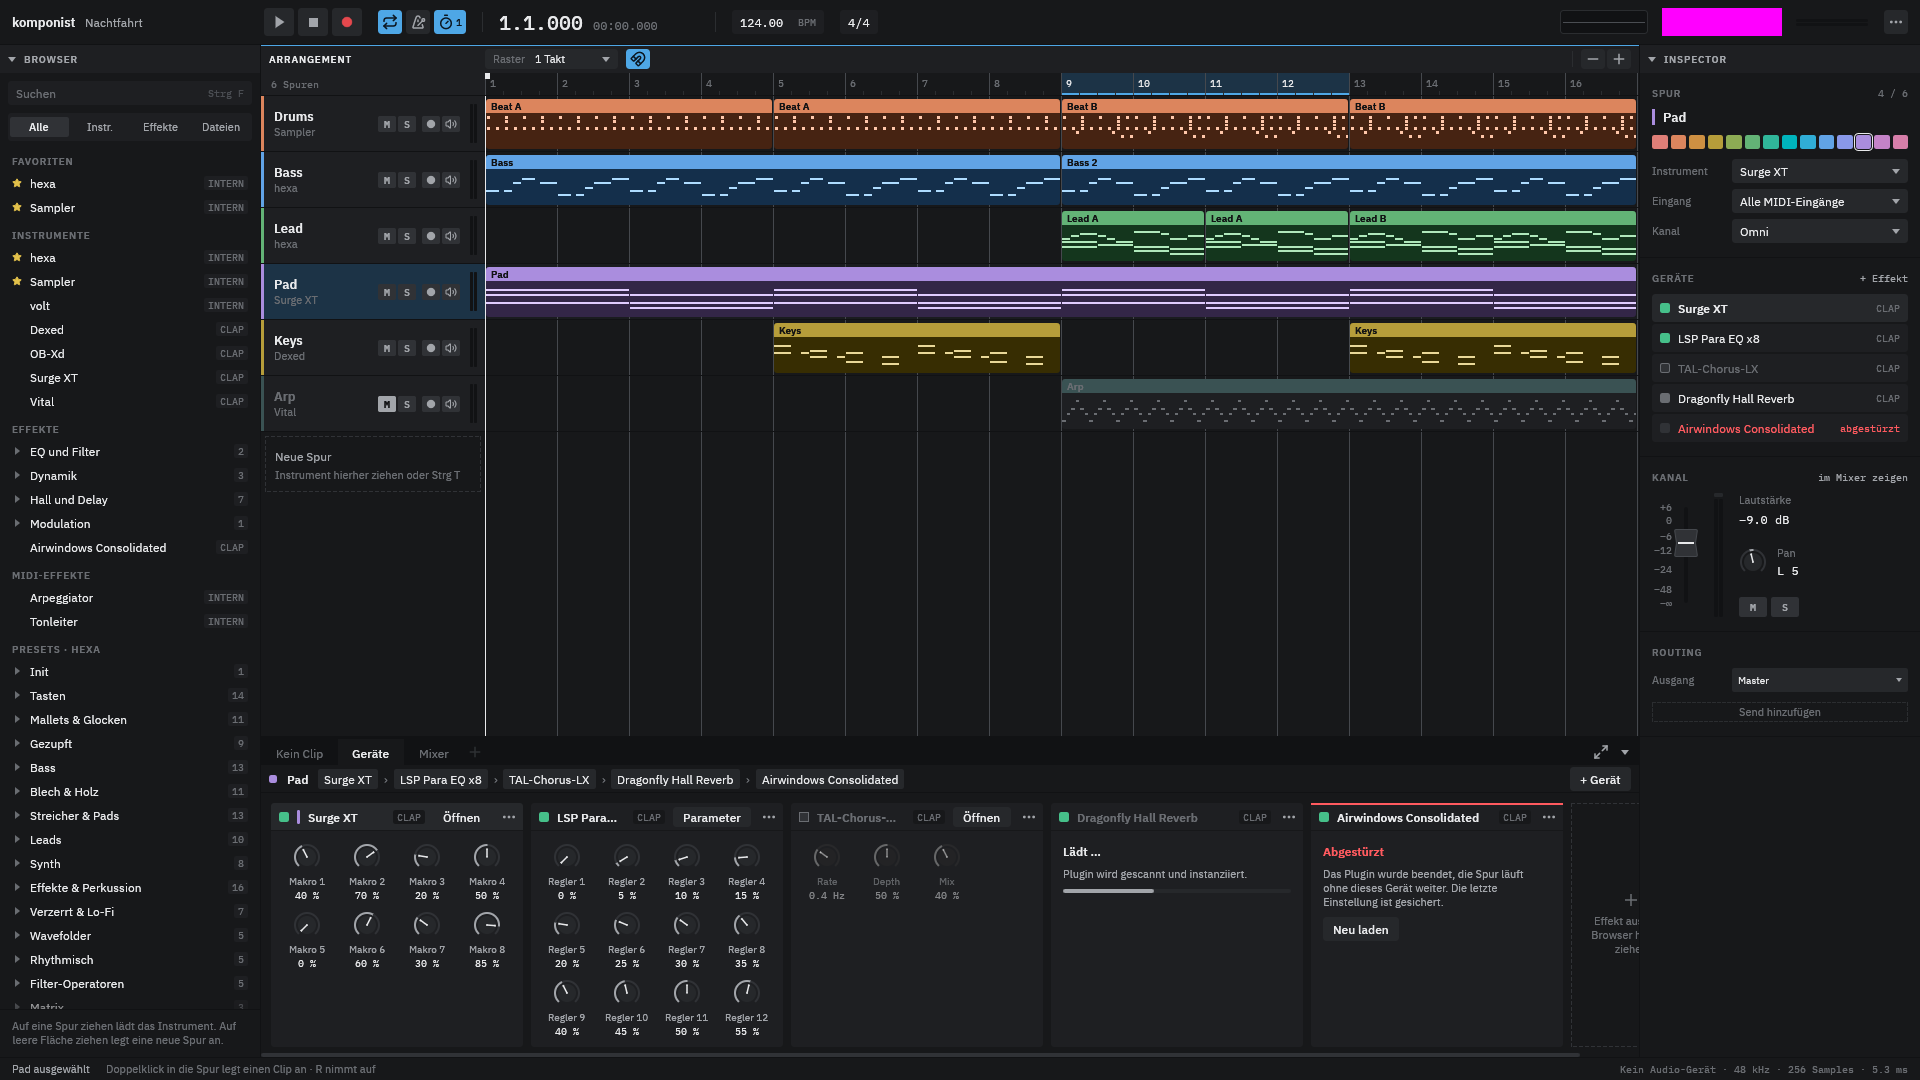 komponist Nachtfahrt
1
1.1.000 00:00.000
124.00 BPM 4/4
BROWSER
Suchen Strg F
Alle Instr. Effekte Dateien
FAVORITEN
hexa INTERN
Sampler INTERN
INSTRUMENTE
hexa INTERN
Sampler INTERN
volt INTERN
Dexed CLAP
OB-Xd CLAP
Surge XT CLAP
Vital CLAP
EFFEKTE
EQ und Filter 2
Dynamik 3
Hall und Delay 7
Modulation 1
Airwindows Consolidated CLAP
MIDI-EFFEKTE
Arpeggiator INTERN
Tonleiter INTERN
PRESETS · HEXA
Init 1
Tasten 14
Mallets & Glocken 11
Gezupft 9
Bass 13
Blech & Holz 11
Streicher & Pads 13
Leads 10
Synth 8
Effekte & Perkussion 16
Verzerrt & Lo-Fi 7
Wavefolder 5
Rhythmisch 5
Filter-Operatoren 5
Matrix 3
Auf eine Spur ziehen lädt das Instrument. Auf
leere Fläche ziehen legt eine neue Spur an.
ARRANGEMENT
Raster 1 Takt
6 Spuren
1 2 3 4 5 6 7 8 9 10 11 12 13 14 15 16
Drums
Sampler
M S
Beat A Beat A Beat B Beat B
Bass
hexa
M S
Bass Bass 2
Lead
hexa
M S
Lead A Lead A Lead B
Pad
Surge XT
M S
Pad
Keys
Dexed
M S
Keys Keys
Arp
Vital
M S
Arp
Neue Spur
Instrument hierher ziehen oder Strg T
Kein Clip Geräte Mixer
Pad Surge XT › LSP Para EQ x8 › TAL-Chorus-LX › Dragonfly Hall Reverb › Airwindows Consolidated
+ Gerät
Surge XT CLAP Öffnen
Makro 1 Makro 2 Makro 3 Makro 4
40 % 70 % 20 % 50 %
Makro 5 Makro 6 Makro 7 Makro 8
0 % 60 % 30 % 85 %
LSP Para... CLAP Parameter
Regler 1 Regler 2 Regler 3 Regler 4
0 % 5 % 10 % 15 %
Regler 5 Regler 6 Regler 7 Regler 8
20 % 25 % 30 % 35 %
Regler 9 Regler 10 Regler 11 Regler 12
40 % 45 % 50 % 55 %
TAL-Chorus-... CLAP Öffnen
Rate Depth Mix
0.4 Hz 50 % 40 %
Dragonfly Hall Reverb CLAP
Lädt ...
Plugin wird gescannt und instanziiert.
Airwindows Consolidated CLAP
Abgestürzt
Das Plugin wurde beendet, die Spur läuft
ohne dieses Gerät weiter. Die letzte
Einstellung ist gesichert.
Neu laden
INSPECTOR
SPUR 4 / 6
Pad
Instrument Surge XT
Eingang Alle MIDI-Eingänge
Kanal Omni
GERÄTE + Effekt
Surge XT CLAP
LSP Para EQ x8 CLAP
TAL-Chorus-LX CLAP
Dragonfly Hall Reverb CLAP
Airwindows Consolidated abgestürzt
KANAL im Mixer zeigen
+6
0
−6
−12
−24
−48
−∞
Lautstärke
−9.0 dB
Pan
L 5
M S
ROUTING
Ausgang Master
Send hinzufügen
Pad ausgewählt Doppelklick in die Spur legt einen Clip an · R nimmt auf
Kein Audio-Gerät · 48 kHz · 256 Samples · 5.3 ms